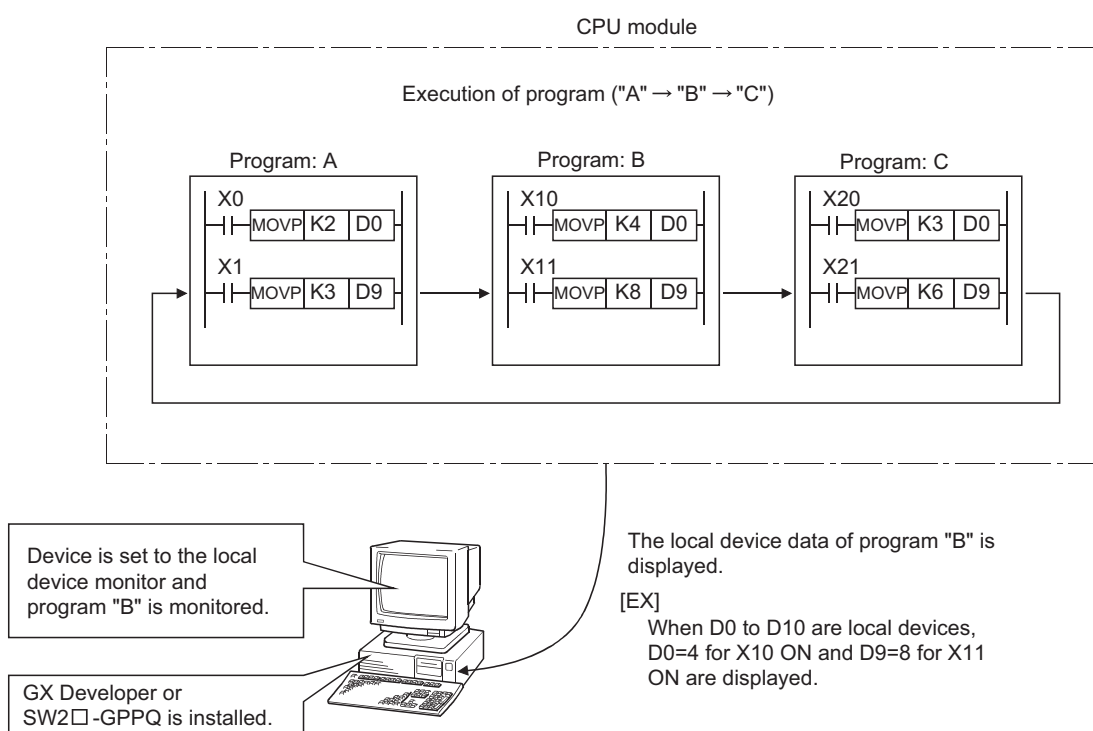 CPU module
Execution of program ("A" → "B" → "C")
Program: A
X0
MOVP K2 D0
X1
MOVP K3 D9
Program: B
X10
MOVP K4 D0
X11
MOVP K8 D9
Program: C
X20
MOVP K3 D0
X21
MOVP K6 D9
Device is set to the local
device monitor and
program "B" is monitored.
GX Developer or
SW2□-GPPQ is installed.
The local device data of program "B" is
displayed.
[EX]
When D0 to D10 are local devices,
D0=4 for X10 ON and D9=8 for X11
ON are displayed.